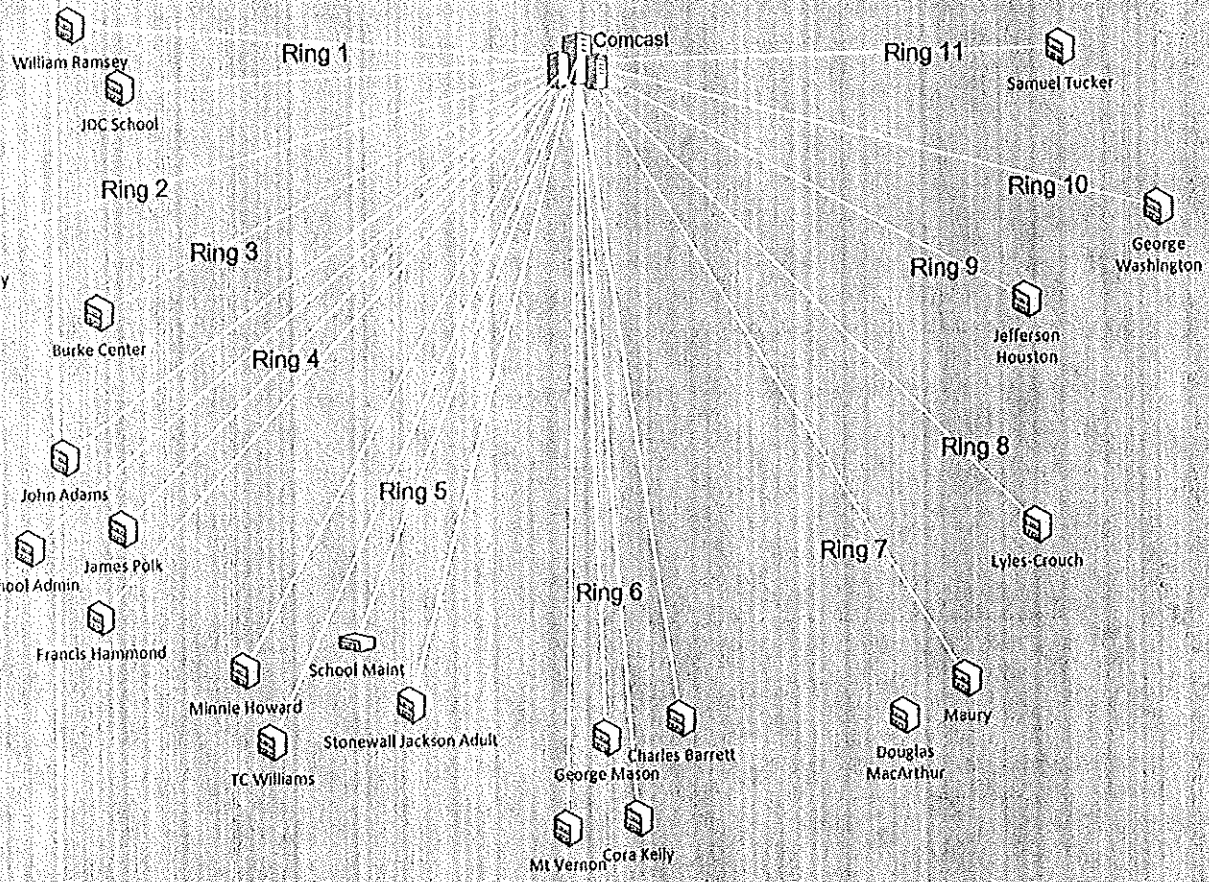 Comcast
Ring 1
Ring 11
William Ramsey
Samuel Tucker
JDC School
Ring 2
Ring 10
George
Washington
Ring 3
Ring 9
y
Jefferson
Houston
Burke Center
Ring 4
Ring 8
John Adams
Ring 5
Ring 7
James Polk
Lyles-Crouch
ool Admin
Ring 6
Francis Hammond
School Maint
Minnie Howard
Maury
Stonewall Jackson Adult
Charles Barrett
Douglas
MacArthur
George Mason
TC Williams
Cora Kelly
Mt Vernon